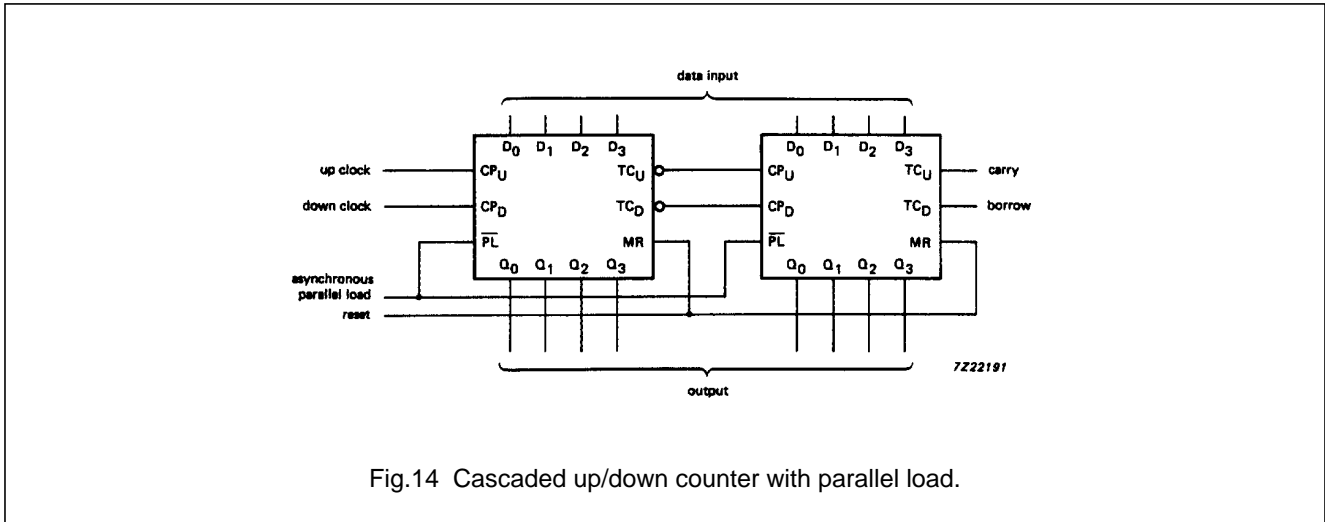 data input
D0 D1 D2 D3 D0 D1 D2 D3
up clock CPU TCU CPU TCU carry
down clock CPD TCD CPD TCD borrow
PL MR PL MR
Q0 Q1 Q2 Q3 Q0 Q1 Q2 Q3
asynchronous
parallel load
reset
7Z22191
output
Fig.14 Cascaded up/down counter with parallel load.